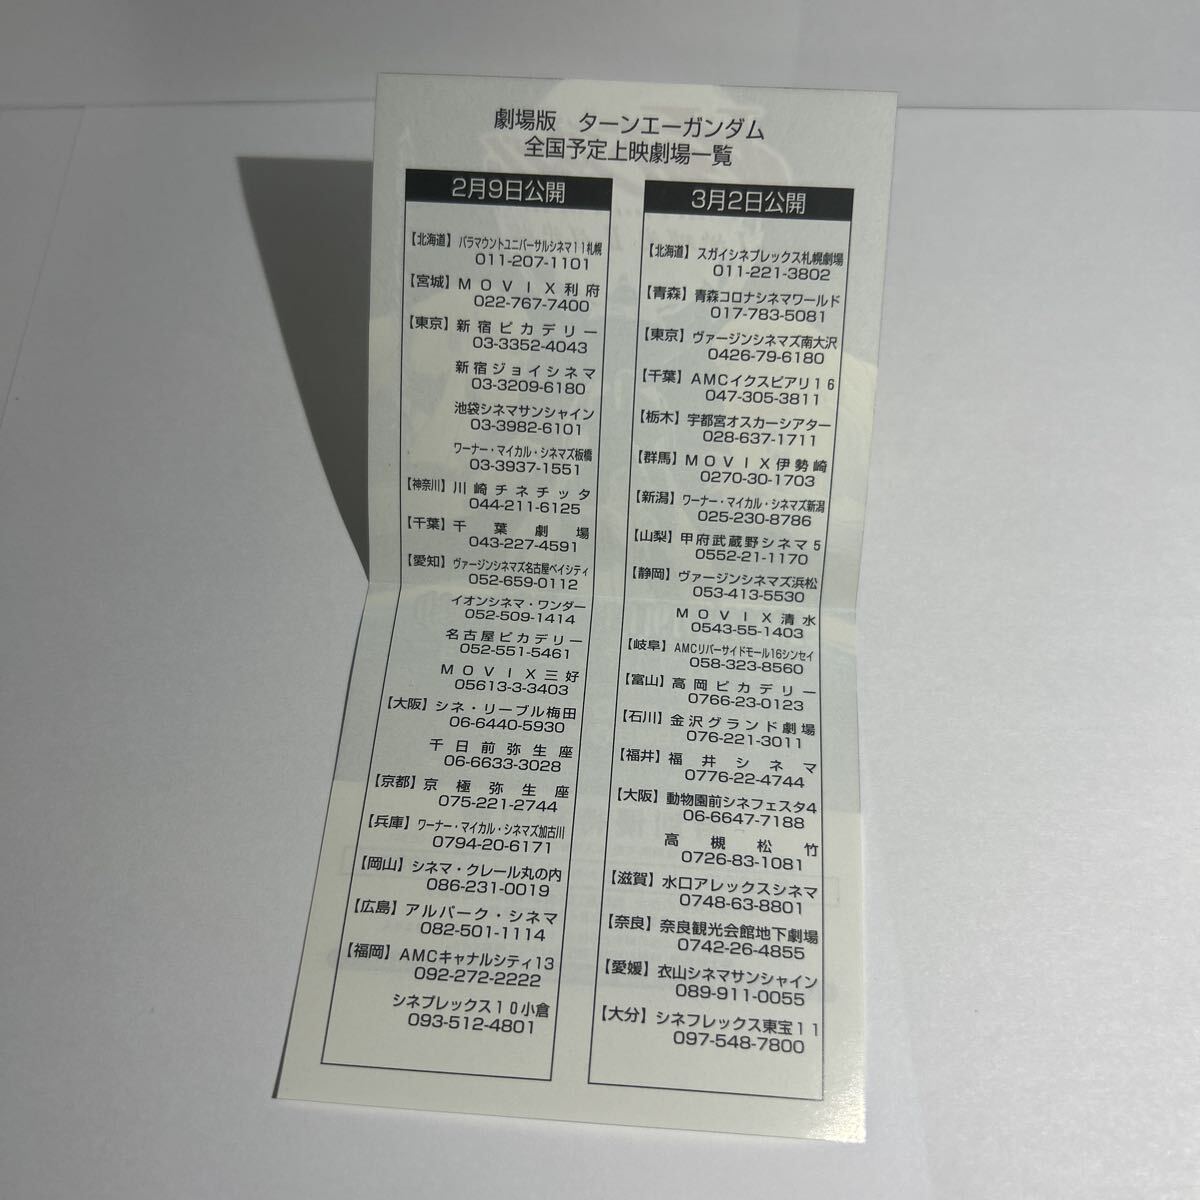 劇場版 ターンエーガンダム
全国予定上映劇場一覧
2月9日公開
【北海道】パラマウントユニバーサルシネマ11札幌
011-207-1101
【宮城】MOVIX利府
022-767-7400
【東京】新宿ピカデリー
03-3352-4043
新宿ジョイシネマ
03-3209-6180
池袋シネマサンシャイン
03-3982-6101
ワーナー・マイカル・シネマズ板橋
03-3937-1551
【神奈川】川崎チネチッタ
044-211-6125
【千葉】千葉劇場
043-227-4591
【愛知】ヴァージンシネマズ名古屋ベイシティ
052-659-0112
イオンシネマ・ワンダー
052-509-1414
名古屋ピカデリー
052-551-5461
MOVIX三好
05613-3-3403
【大阪】シネ・リーブル梅田
06-6440-5930
千日前弥生座
06-6633-3028
【京都】京極弥生座
075-221-2744
【兵庫】ワーナー・マイカル・シネマズ加古川
0794-20-6171
【岡山】シネマ・クレール丸の内
086-231-0019
【広島】アルパーク・シネマ
082-501-1114
【福岡】AMCキャナルシティ13
092-272-2222
シネプレックス10小倉
093-512-4801
3月2日公開
【北海道】スガイシネプレックス札幌劇場
011-221-3802
【青森】青森コロナシネマワールド
017-783-5081
【東京】ヴァージンシネマズ南大沢
0426-79-6180
【千葉】AMCイクスピアリ16
047-305-3811
【栃木】宇都宮オスカーシアター
028-637-1711
【群馬】MOVIX伊勢崎
0270-30-1703
【新潟】ワーナー・マイカル・シネマズ新潟
025-230-8786
【山梨】甲府武蔵野シネマ5
0552-21-1170
【静岡】ヴァージンシネマズ浜松
053-413-5530
MOVIX清水
0543-55-1403
【岐阜】AMCリバーサイドモール16シンセイ
058-323-8560
【富山】高岡ピカデリー
0766-23-0123
【石川】金沢グランド劇場
076-221-3011
【福井】福井シネマ
0776-22-4744
【大阪】動物園前シネフェスタ4
06-6647-7188
高槻松竹
0726-83-1081
【滋賀】水口アレックスシネマ
0748-63-8801
【奈良】奈良観光会館地下劇場
0742-26-4855
【愛媛】衣山シネマサンシャイン
089-911-0055
【大分】シネフレックス東宝11
097-548-7800